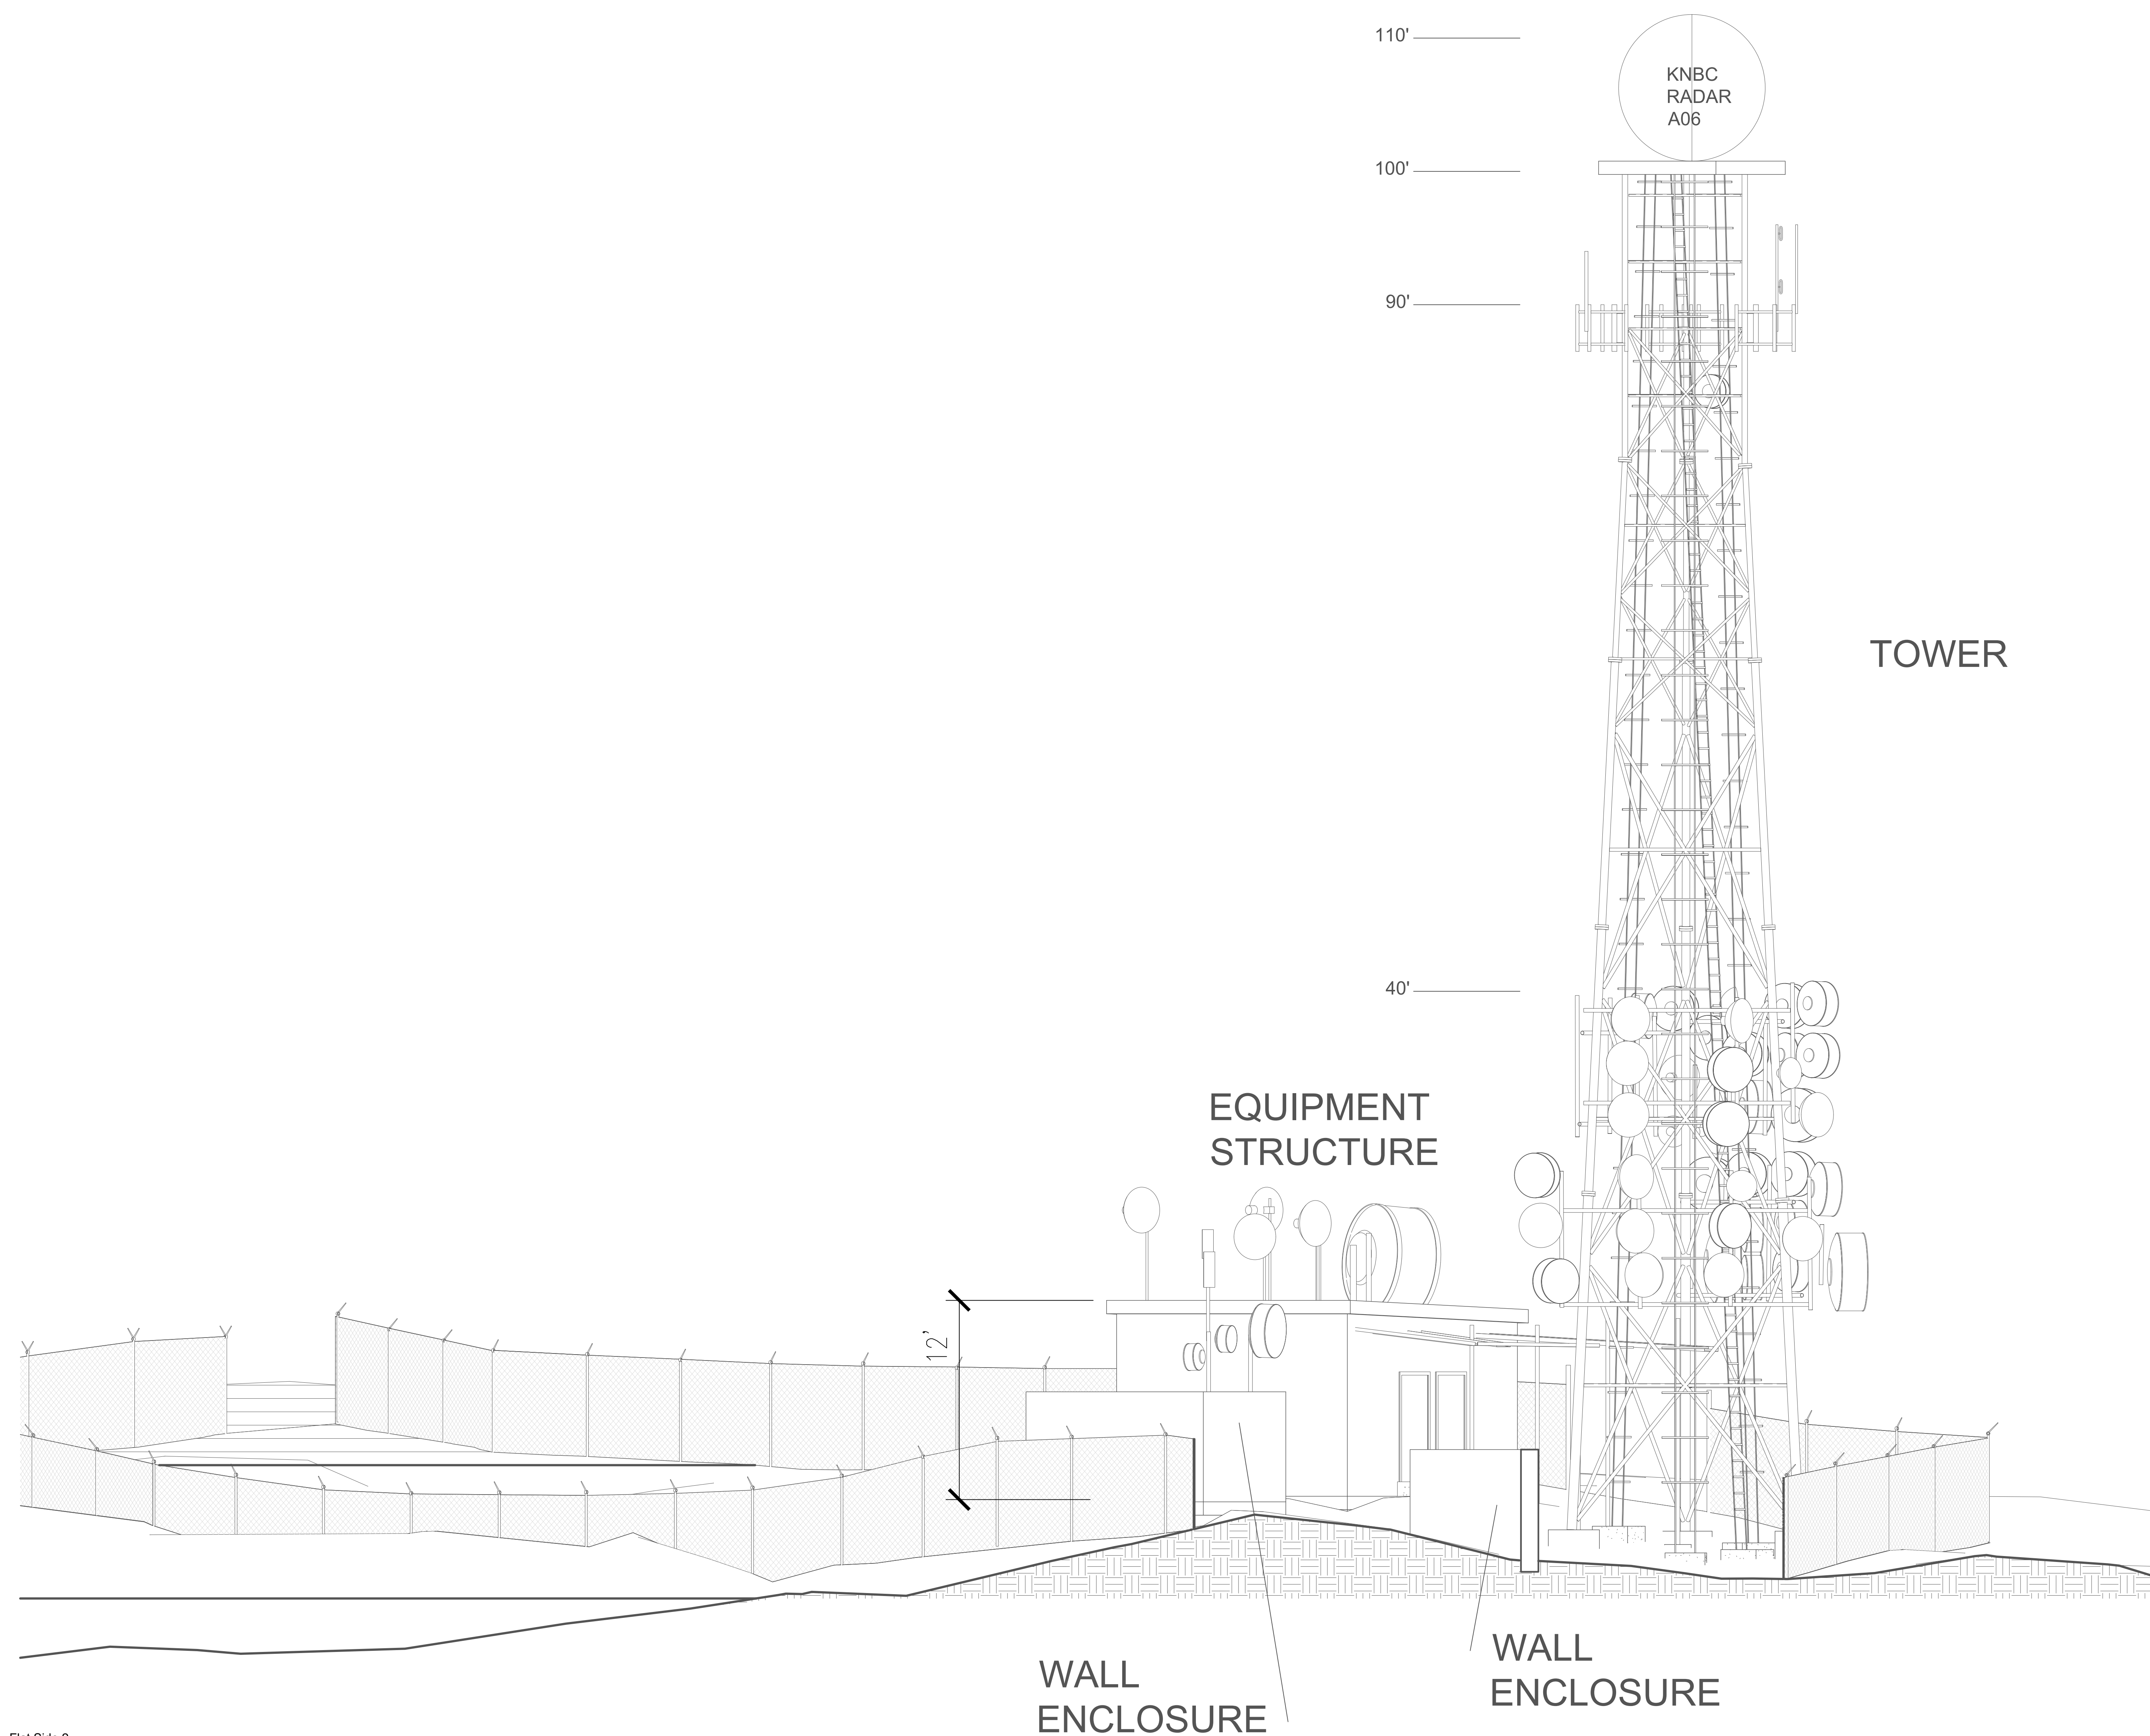 110'
KNBC
RADAR
A06
100'
90'
TOWER
40'
EQUIPMENT
STRUCTURE
12'
WALL
ENCLOSURE
WALL
ENCLOSURE